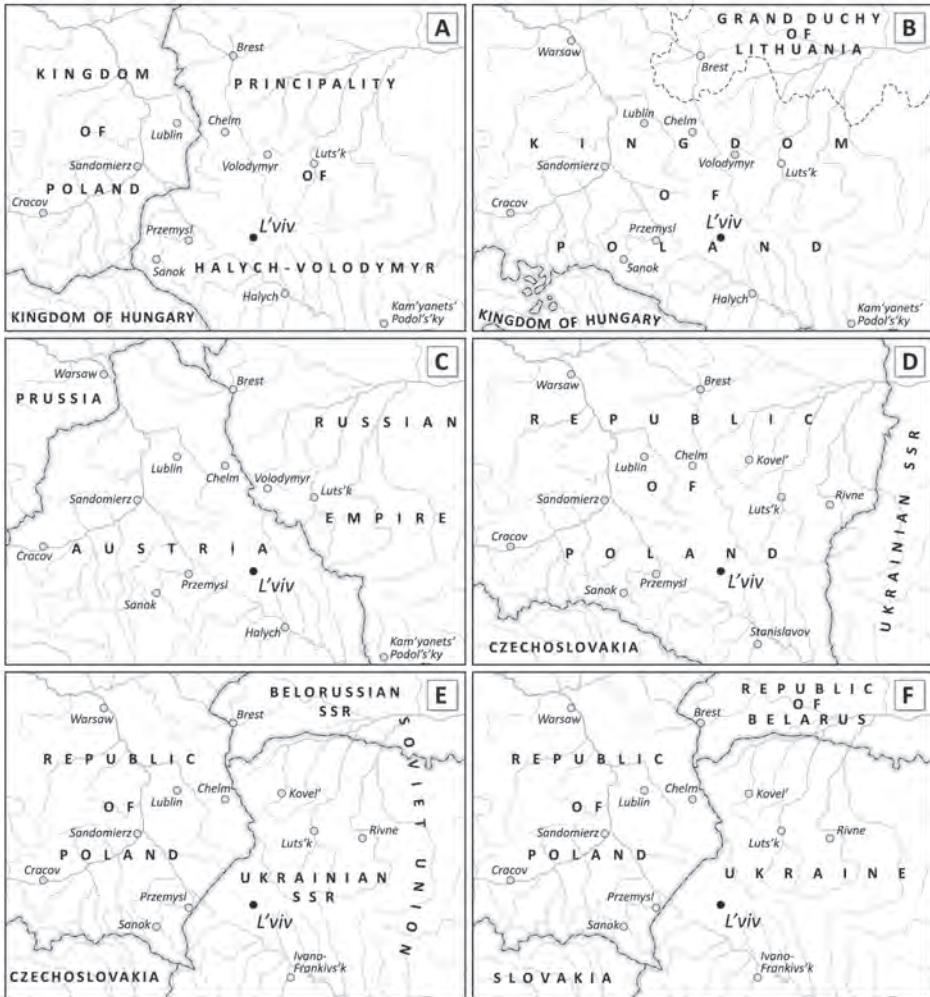 A
KINGDOM
OF
POLAND
PRINCIPALITY
OF
HALYCH-VOLODYMYR
KINGDOM OF HUNGARY
Brest
Lublin
Chelm
Sandomierz
Volodymyr
Luts'k
Cracov
Przemysl
L'viv
Sanok
Halych
Kam'yanets'
Podol's'ky
B
GRAND DUCHY
OF
LITHUANIA
KINGDOM
OF
POLAND
KINGDOM OF HUNGARY
Warsaw
Brest
Lublin
Chelm
Sandomierz
Volodymyr
Luts'k
Cracov
Przemysl
L'viv
Sanok
Halych
Kam'yanets'
Podol's'ky
C
PRUSSIA
RUSSIAN
EMPIRE
AUSTRIA
Warsaw
Brest
Lublin
Chelm
Volodymyr
Sandomierz
Luts'k
Cracov
Przemysl
L'viv
Sanok
Halych
Kam'yanets'
Podol's'ky
D
REPUBLIC
OF
POLAND
UKRAINIAN SSR
CZECHOSLOVAKIA
Warsaw
Brest
Lublin
Chelm
Kovel'
Sandomierz
Luts'k
Rivne
Cracov
Przemysl
L'viv
Sanok
Stanislavov
E
BELORUSSIAN
SSR
SOVIET UNION
REPUBLIC
OF
POLAND
UKRAINIAN
SSR
CZECHOSLOVAKIA
Warsaw
Brest
Lublin
Chelm
Kovel'
Sandomierz
Luts'k
Rivne
Cracov
Przemysl
L'viv
Sanok
Ivano-
Frankivs'k
F
REPUBLIC
OF
BELARUS
REPUBLIC
OF
POLAND
UKRAINE
SLOVAKIA
Warsaw
Brest
Lublin
Chelm
Kovel'
Sandomierz
Luts'k
Rivne
Cracov
Przemysl
L'viv
Sanok
Ivano-
Frankivs'k